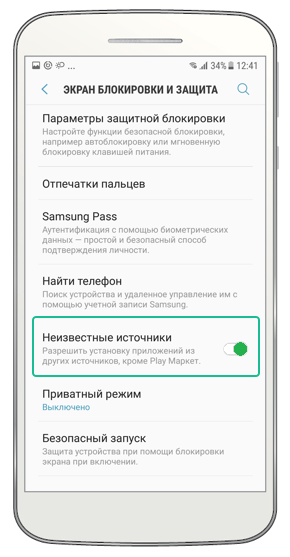 ... 34% 12:41
ЭКРАН БЛОКИРОВКИ И ЗАЩИТА
Параметры защитной блокировки
Настройте функции безопасной блокировки,
например автоблокировку или мгновенную
блокировку клавишей питания.
Отпечатки пальцев
Samsung Pass
Аутентификация с помощью биометрических
данных — простой и безопасный способ
подтверждения личности.
Найти телефон
Поиск устройства и удаленное управление им с
помощью учетной записи Samsung.
Неизвестные источники
Разрешить установку приложений из
других источников, кроме Play Маркет.
Приватный режим
Выключено
Безопасный запуск
Защита устройства при помощи блокировки
экрана при включении.